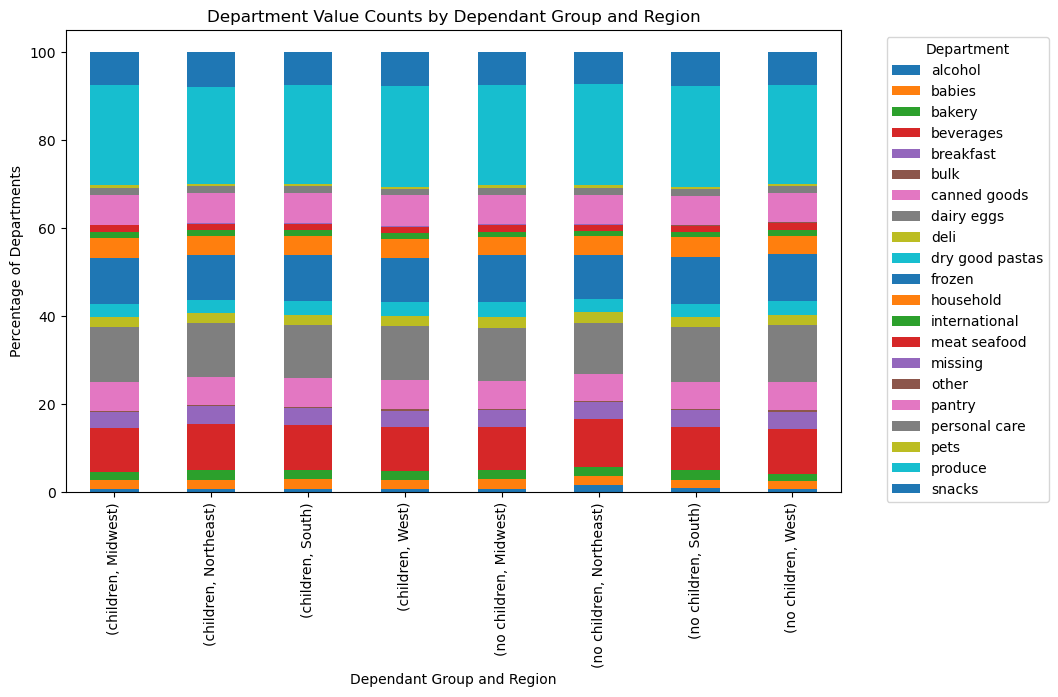 Department Value Counts by Dependant Group and Region
Percentage of Departments
100
80
60
40
20
0
(children, Midwest)
(children, Northeast)
(children, South)
(children, West)
(no children, Midwest)
(no children, Northeast)
(no children, South)
(no children, West)
Dependant Group and Region
Department
alcohol
babies
bakery
beverages
breakfast
bulk
canned goods
dairy eggs
deli
dry good pastas
frozen
household
international
meat seafood
missing
other
pantry
personal care
pets
produce
snacks